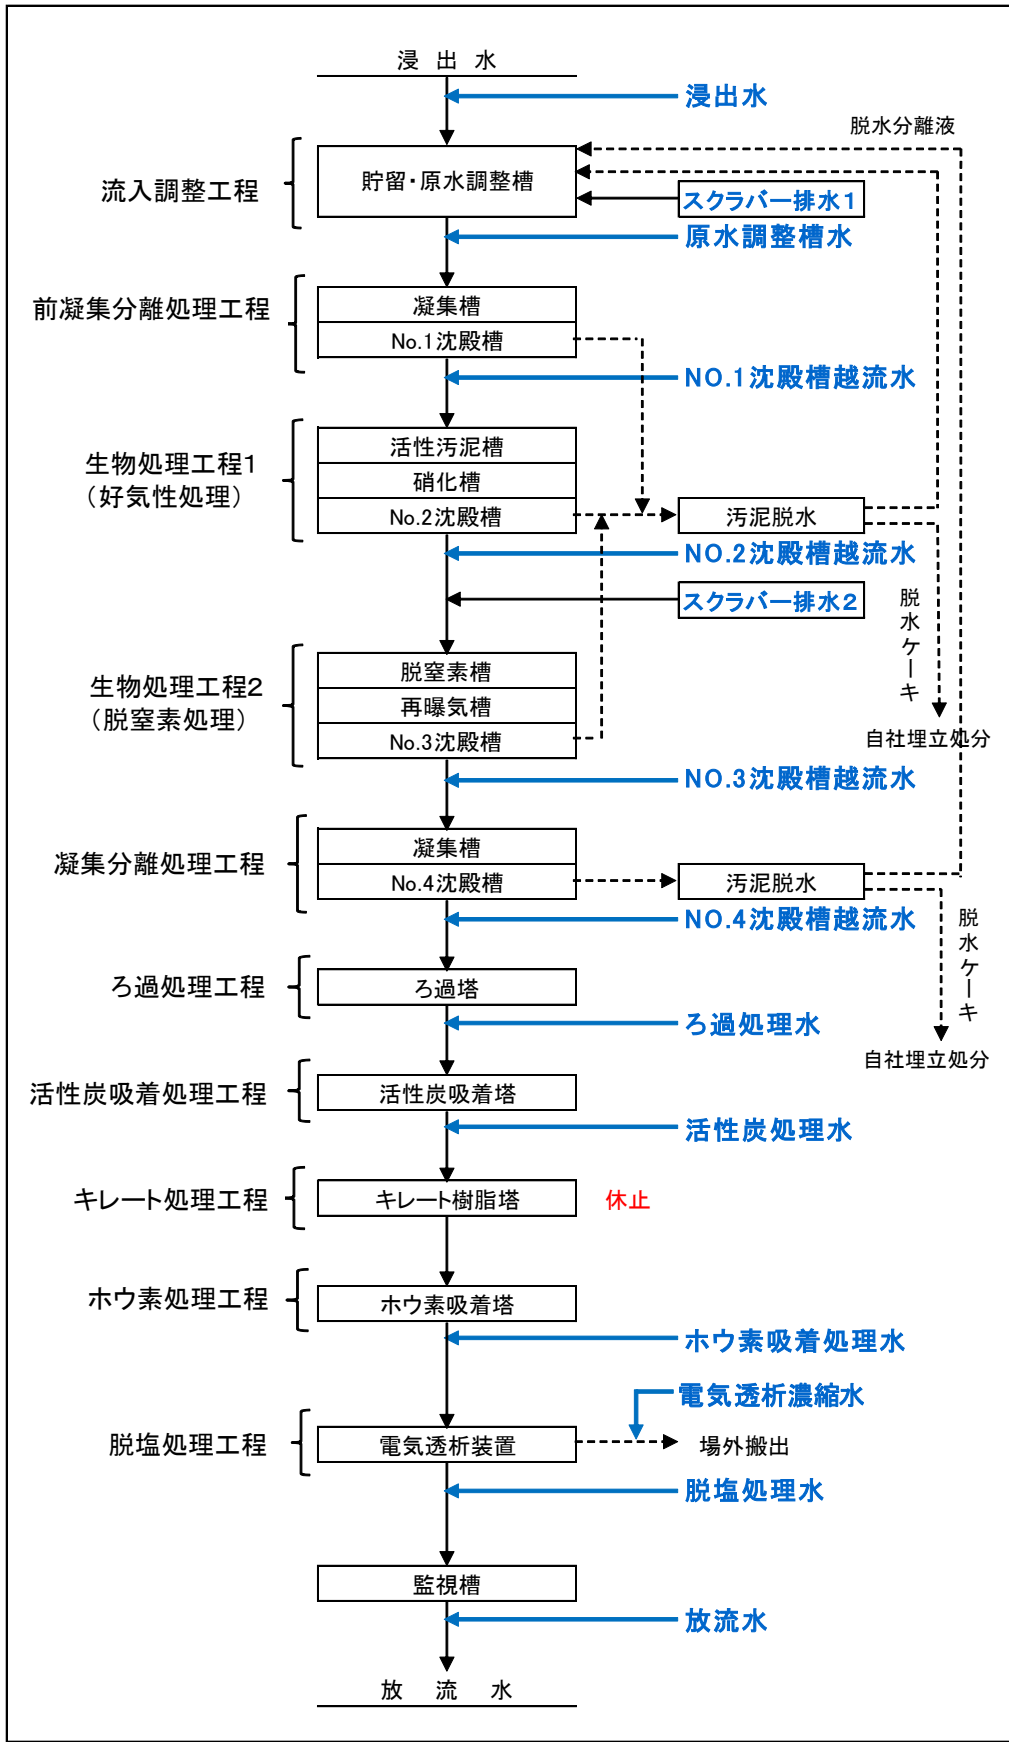 浸 出 水
浸出水
脱水分離液
流入調整工程
貯留・原水調整槽
スクラバー排水1
原水調整槽水
前凝集分離処理工程
凝集槽
No.1沈殿槽
NO.1沈殿槽越流水
生物処理工程1
（好気性処理）
活性汚泥槽
硝化槽
No.2沈殿槽
汚泥脱水
NO.2沈殿槽越流水
スクラバー排水2
脱水ケーキ
生物処理工程2
（脱窒素処理）
脱窒素槽
再曝気槽
No.3沈殿槽
自社埋立処分
NO.3沈殿槽越流水
凝集分離処理工程
凝集槽
No.4沈殿槽
汚泥脱水
NO.4沈殿槽越流水
脱水ケーキ
ろ過処理工程
ろ過塔
ろ過処理水
自社埋立処分
活性炭吸着処理工程
活性炭吸着塔
活性炭処理水
キレート処理工程
キレート樹脂塔
休止
ホウ素処理工程
ホウ素吸着塔
ホウ素吸着処理水
電気透析濃縮水
脱塩処理工程
電気透析装置
場外搬出
脱塩処理水
監視槽
放流水
放 流 水